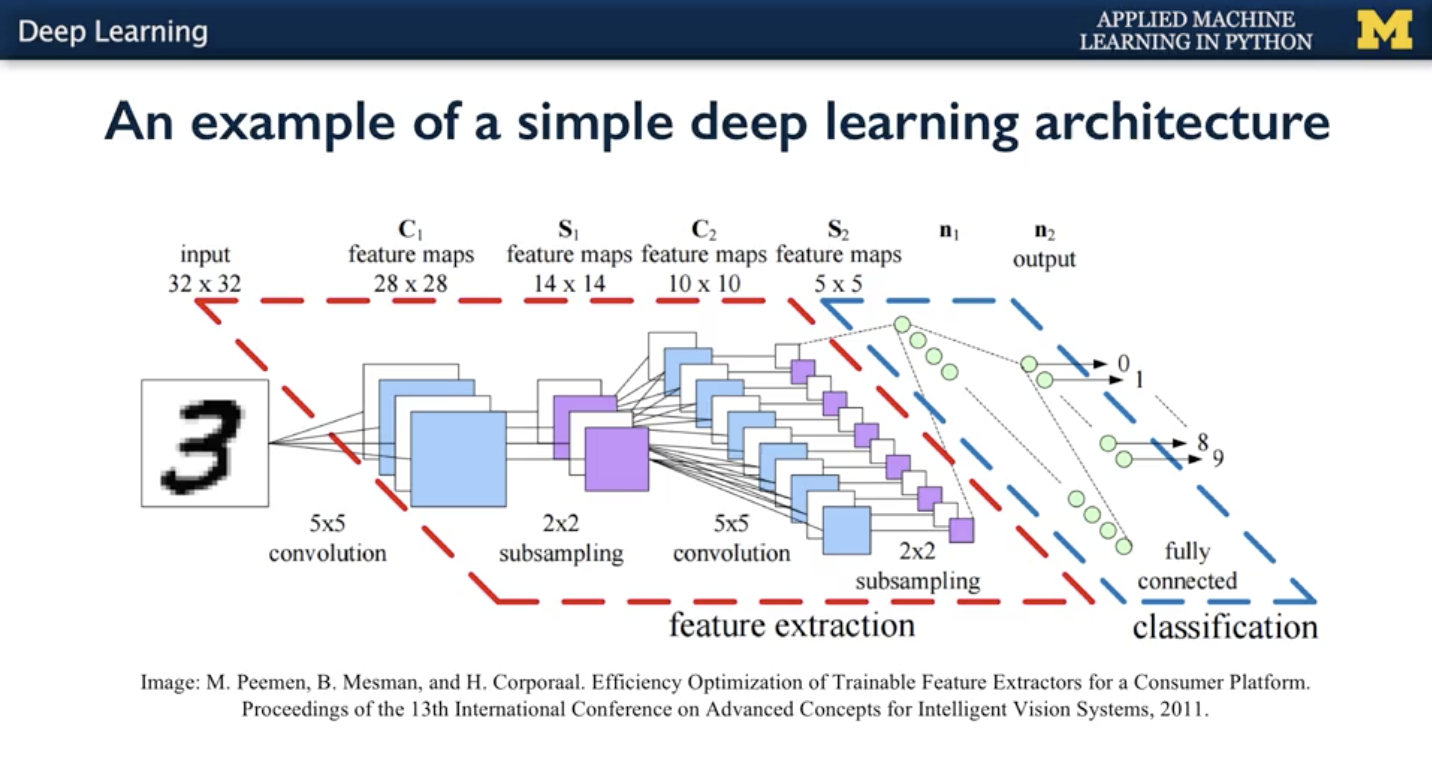 Deep Learning
APPLIED MACHINE
LEARNING IN PYTHON
M
An example of a simple deep learning architecture
input
32 x 32
C1
feature maps
28 x 28
S1
feature maps
14 x 14
C2
feature maps
10 x 10
S2
feature maps
5 x 5
n1
n2
output
3
0
1
8
9
5x5
convolution
2x2
subsampling
5x5
convolution
2x2
subsampling
fully
connected
feature extraction
classification
Image: M. Peemen, B. Mesman, and H. Corporaal. Efficiency Optimization of Trainable Feature Extractors for a Consumer Platform.
Proceedings of the 13th International Conference on Advanced Concepts for Intelligent Vision Systems, 2011.